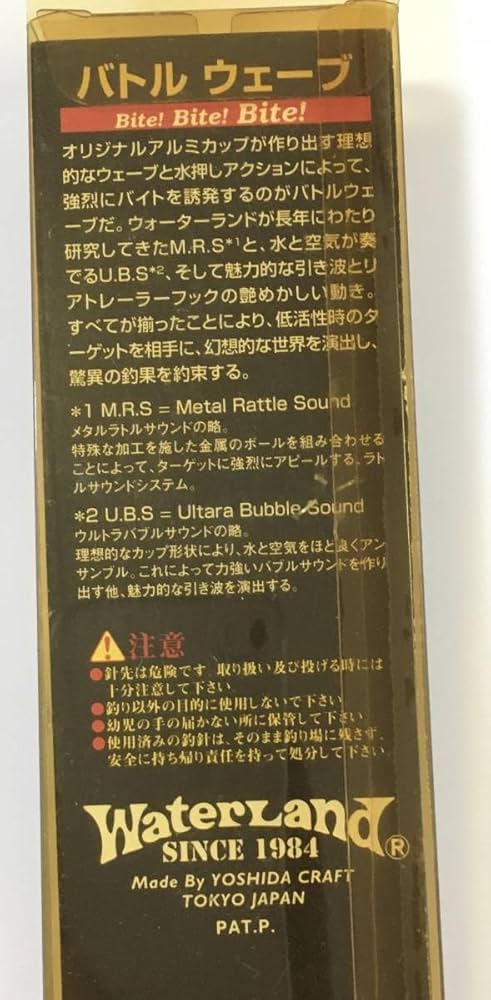 バトル ウェーブ
Bite! Bite! Bite!
オリジナルアルミカップが作り出す理想
的なウェーブと水押しアクションによって、
強烈にバイトを誘発するのがバトルウェ
ーブだ。ウォーターランドが長年にわたり
研究してきたM.R.S*1と、水と空気が奏
でるU.B.S*2、そして魅力的な引き波とリ
アトレーラーフックの艶めかしい動き。
すべてが揃ったことにより、低活性時のタ
ーゲットを相手に、幻想的な世界を演出し、
驚異の釣果を約束する。
*1 M.R.S = Metal Rattle Sound
メタルラトルサウンドの略。
特殊な加工を施した金属のボールを組み合わせる
ことによって、ターゲットに強烈にアピールする、ラト
ルサウンドシステム。
*2 U.B.S = Ultara Bubble Sound
ウルトラバブルサウンドの略。
理想的なカップ形状により、水と空気をほど良くアン
サンブル。これによって力強いバブルサウンドを作り
出す他、魅力的な引き波を演出する。
注意
●針先は危険です。取り扱い及び投げる時には
十分注意して下さい。
●釣り以外の目的に使用しないで下さい。
●幼児の手の届かない所に保管して下さい。
●使用済みの釣針は、そのまま釣り場に残さず、
安全に持ち帰り責任を持って処分して下さい。
WaterLand®
SINCE 1984
Made By YOSHIDA CRAFT
TOKYO JAPAN
PAT.P.